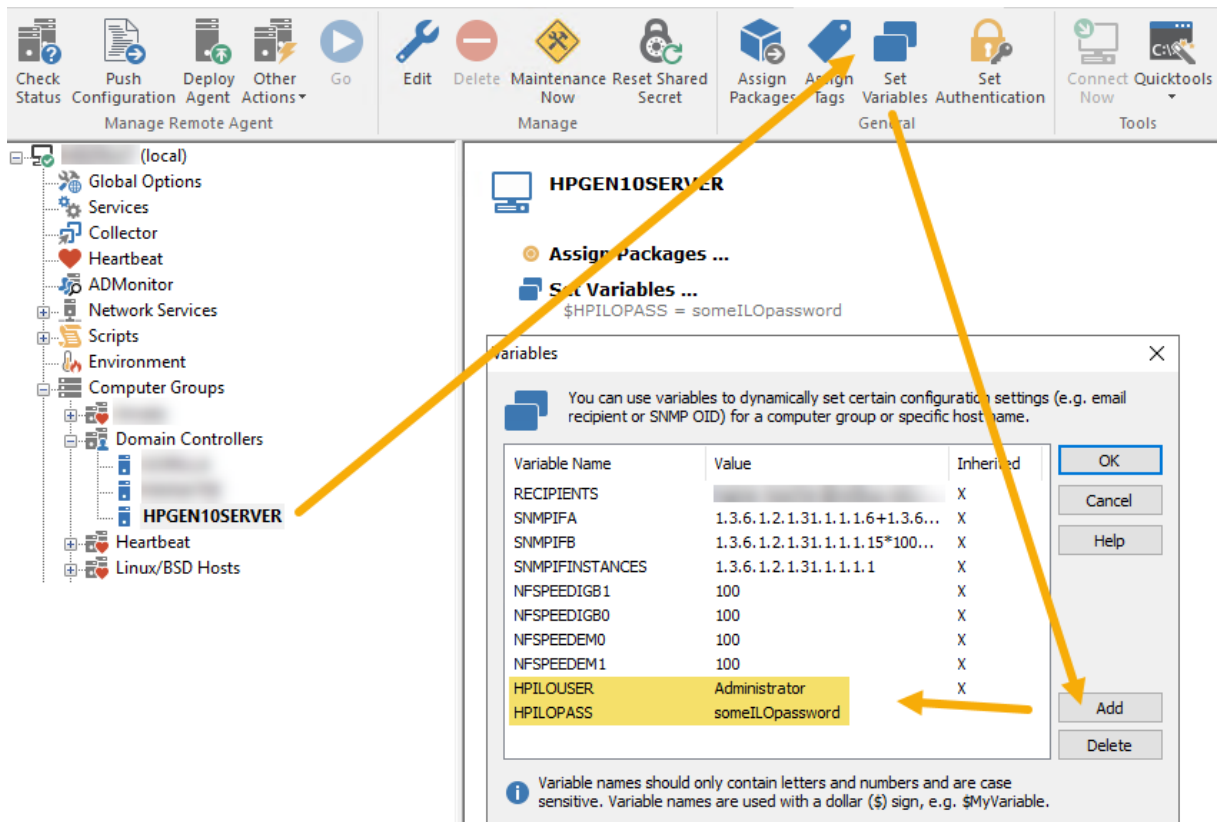 Check Status
Push Configuration
Deploy Agent
Other Actions
Go
Manage Remote Agent
Edit
Delete
Maintenance Now
Reset Shared Secret
Manage
Assign Packages
Assign Tags
Set Variables
Set Authentication
General
Connect Now
Quicktools
C:\
Tools
(local)
Global Options
Services
Collector
Heartbeat
ADMonitor
Network Services
Scripts
Environment
Computer Groups
Domain Controllers
HPGEN10SERVER
Heartbeat
Linux/BSD Hosts
HPGEN10SERVER
Assign Packages ...
Set Variables ...
$HPILOPASS = someILOpassword
Variables
You can use variables to dynamically set certain configuration settings (e.g. email
recipient or SNMP OID) for a computer group or specific host name.
Variable Name Value Inherited
RECIPIENTS X
SNMPIFA 1.3.6.1.2.1.31.1.1.1.6+1.3.6... X
SNMPIFB 1.3.6.1.2.1.31.1.1.1.15*100... X
SNMPIFINSTANCES 1.3.6.1.2.1.31.1.1.1.1 X
NFSPEEDIGB1 100 X
NFSPEEDIGB0 100 X
NFSPEEDEM0 100 X
NFSPEEDEM1 100 X
HPILOUSER Administrator X
HPILOPASS someILOpassword
OK
Cancel
Help
Add
Delete
Variable names should only contain letters and numbers and are case
sensitive. Variable names are used with a dollar ($) sign, e.g. $MyVariable.